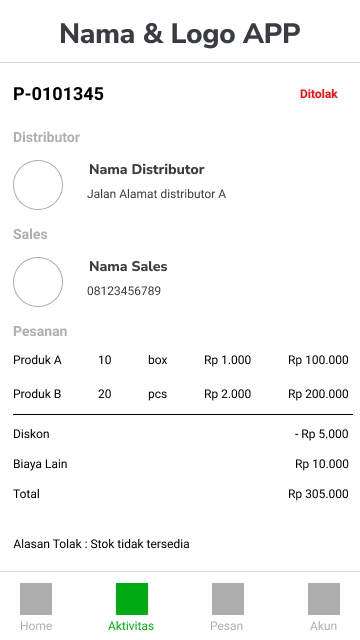 Nama & Logo APP
P-0101345 Ditolak
Distributor
Nama Distributor
Jalan Alamat distributor A
Sales
Nama Sales
08123456789
Pesanan
Produk A 10 box Rp 1.000 Rp 100.000
Produk B 20 pcs Rp 2.000 Rp 200.000
Diskon - Rp 5.000
Biaya Lain Rp 10.000
Total Rp 305.000
Alasan Tolak : Stok tidak tersedia
Home Aktivitas Pesan Akun